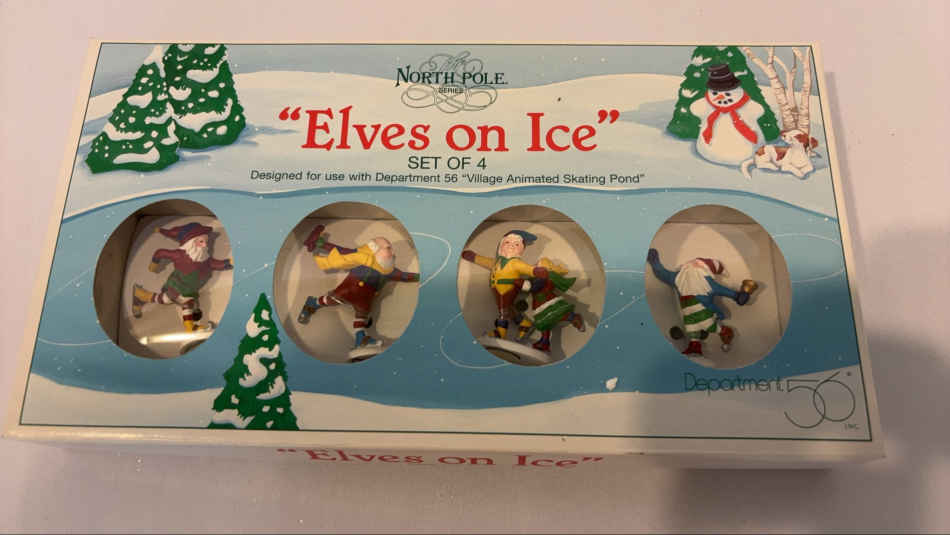 The
NORTH POLE
SERIES
"Elves on Ice"
SET OF 4
Designed for use with Department 56 "Village Animated Skating Pond"
Department 56®
INC.
"Elves on Ice"